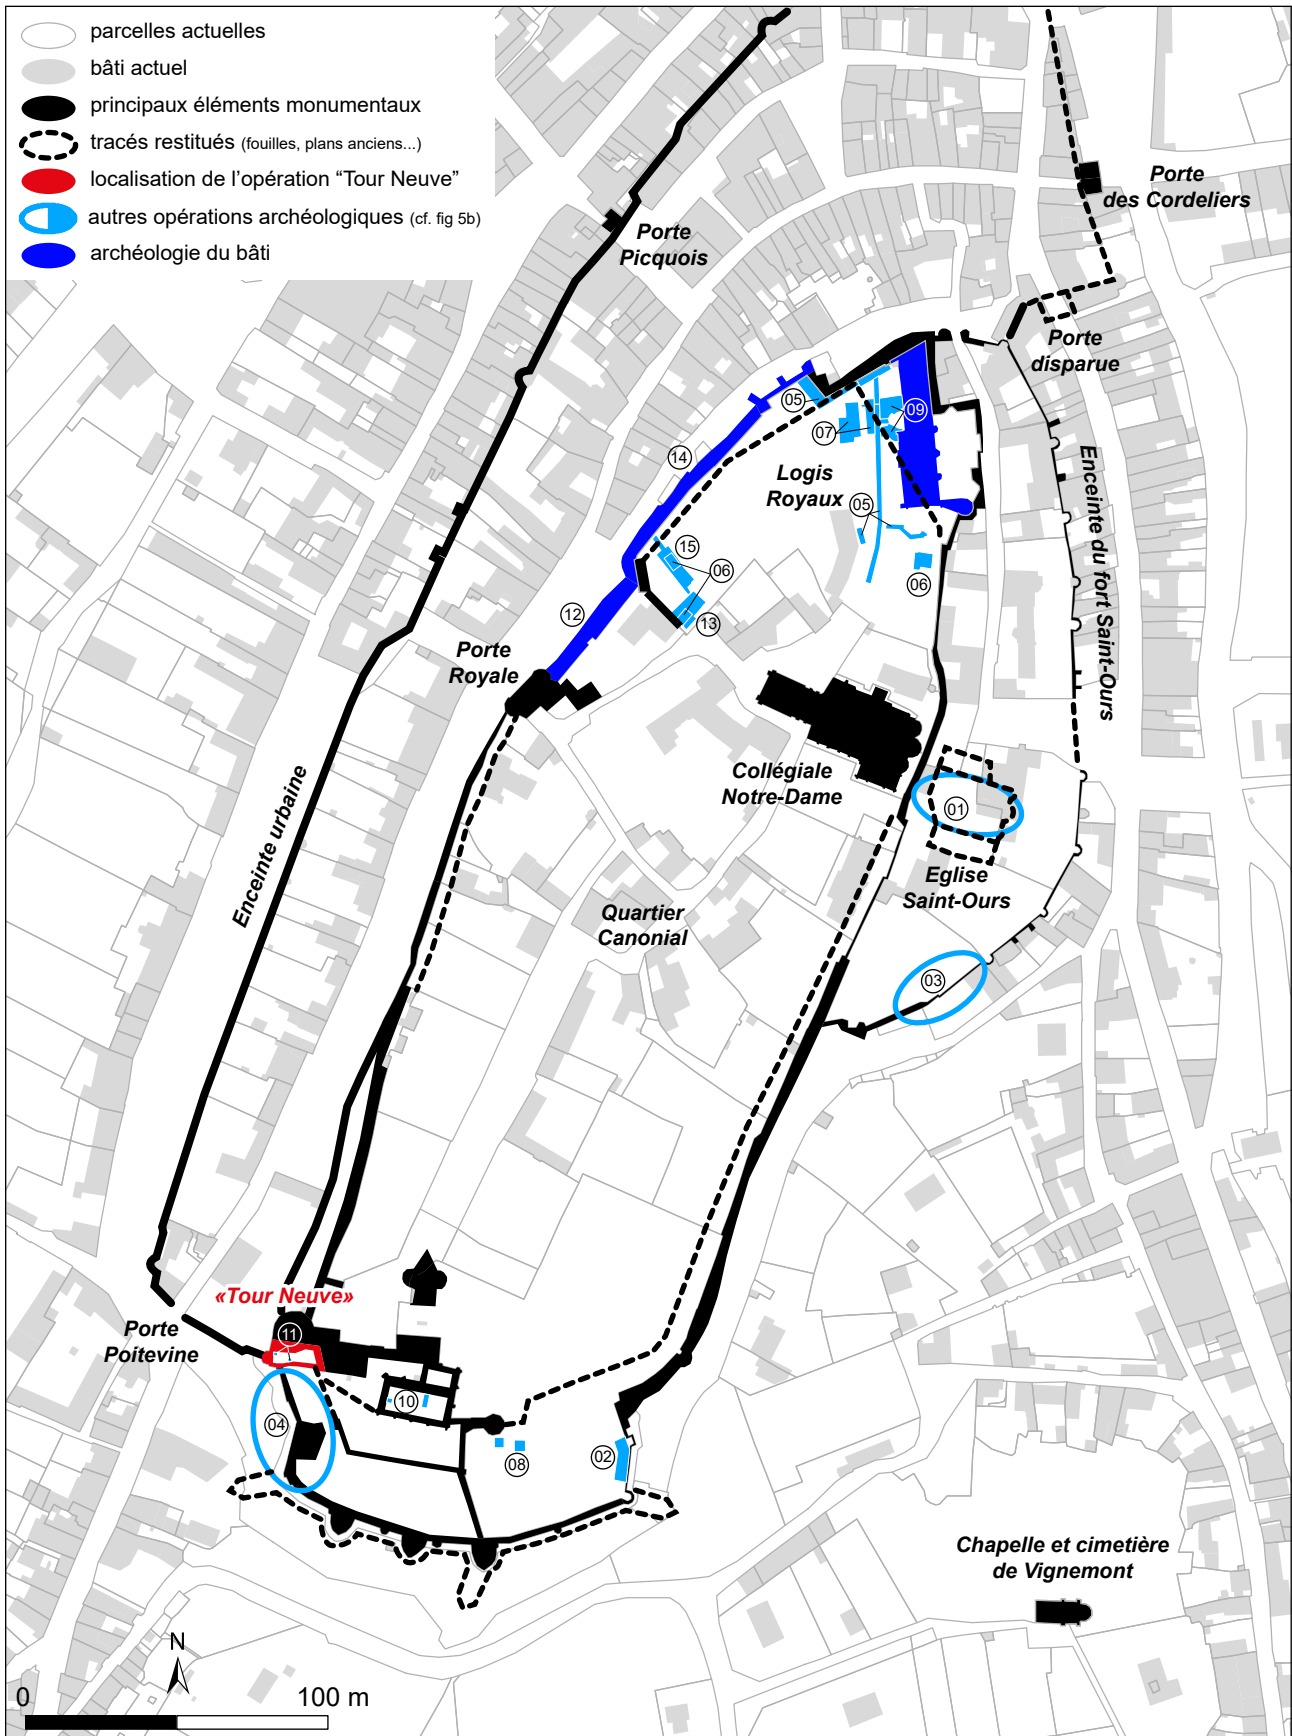 parcelles actuelles
bâti actuel
principaux éléments monumentaux
tracés restitués (fouilles, plans anciens...)
localisation de l’opération “Tour Neuve”
autres opérations archéologiques (cf. fig 5b)
archéologie du bâti
Porte
des Cordeliers
Porte
Picquois
Porte
disparue
05
09
07
14
Logis
Royaux
Enceinte du fort Saint-Ours
05
15
06
06
12
13
Porte
Royale
Collégiale
Notre-Dame
01
Enceinte urbaine
Eglise
Saint-Ours
Quartier
Canonial
03
«Tour Neuve»
Porte
Poitevine
11
10
04
08
02
Chapelle et cimetière
de Vignemont
N
0
100 m